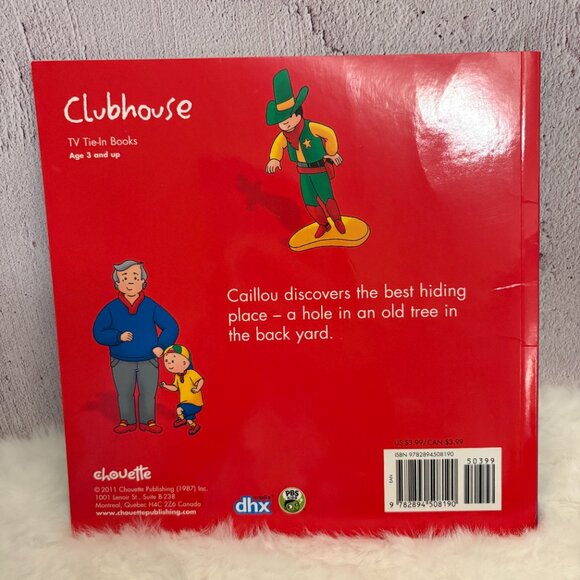 Clubhouse
TV Tie-In Books
Age 3 and up
Caillou discovers the best hiding
place – a hole in an old tree in
the back yard.
chouette
© 2011 Chouette Publishing (1987) Inc.
1001 Lenoir St., Suite B-238
Montreal, Quebec H4C 2Z6 Canada
www.chouettepublishing.com
dhx media
PBS KIDS
US $3.99/CAN $3.99
ISBN 9782894508190
50399
EAN
9 782894 508190